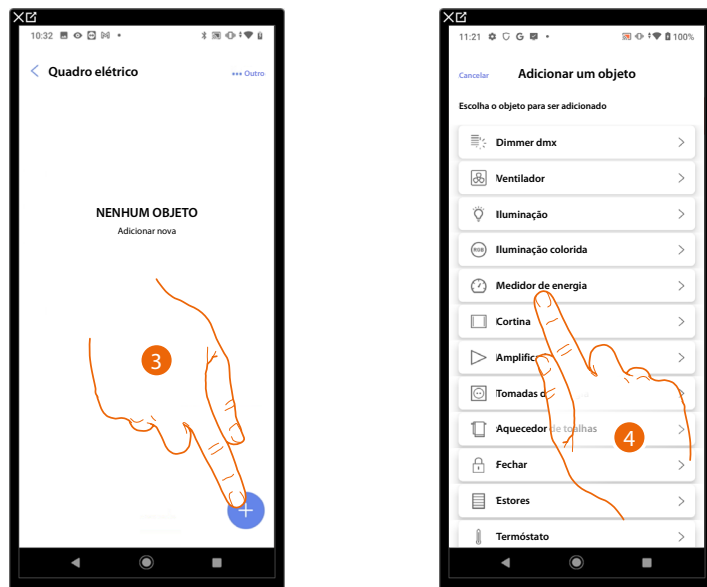 10:32
Quadro elétrico
••• Outro
NENHUM OBJETO
Adicionar nova
3
11:21 G • 100%
Cancelar Adicionar um objeto
Escolha o objeto para ser adicionado
Dimmer dmx
Ventilador
Iluminação
RGB Iluminação colorida
Medidor de energia
Cortina
Tomadas
Aquecedor de toalhas
4
Fechar
Estores
Termóstato